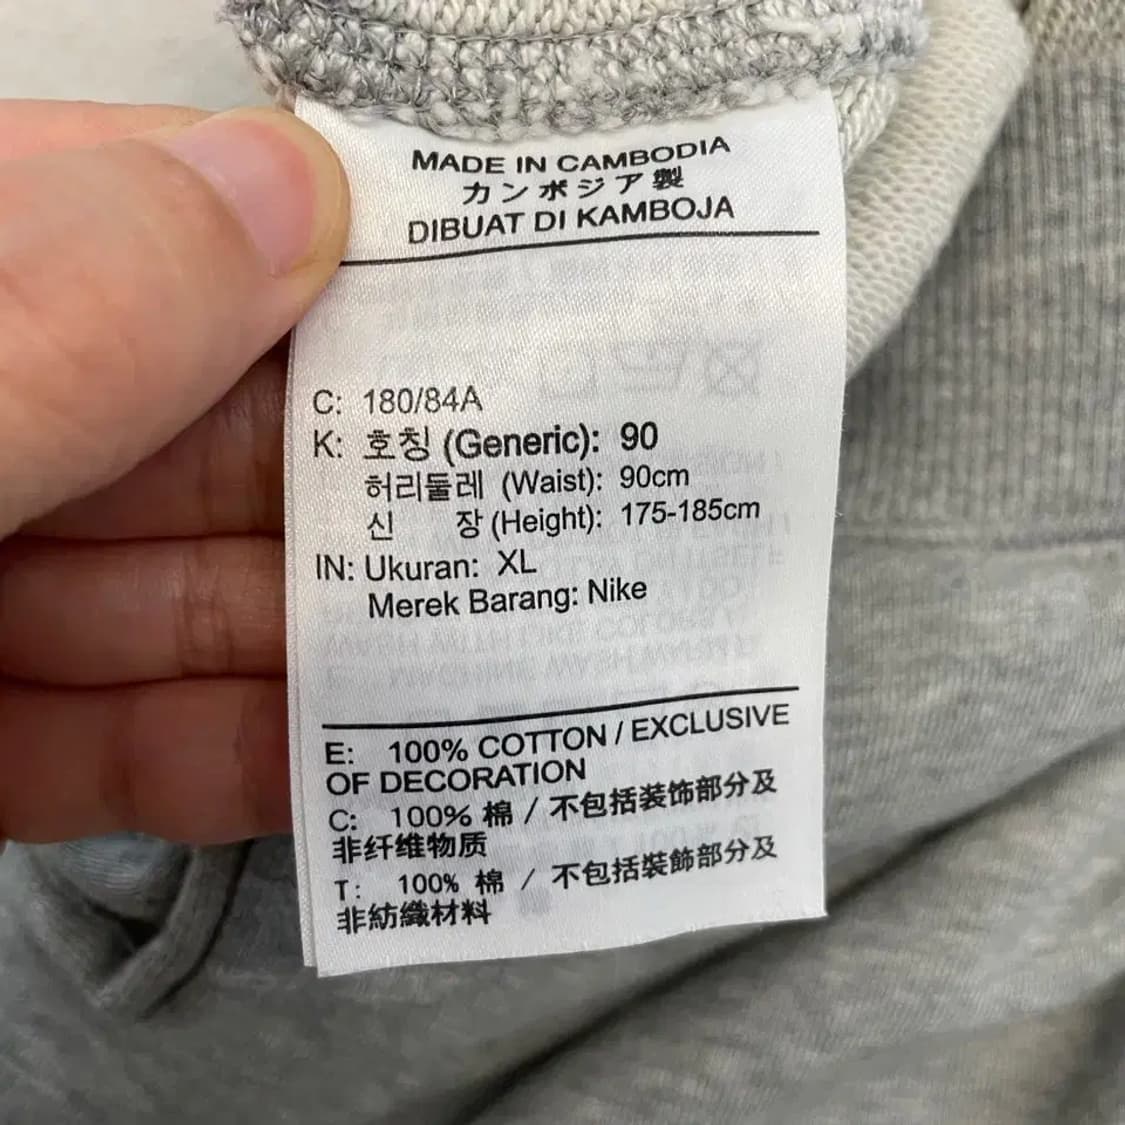 MADE IN CAMBODIA
カンボジア製
DIBUAT DI KAMBOJA
C: 180/84A
K: 호칭 (Generic): 90
허리둘레 (Waist): 90cm
신 장 (Height): 175-185cm
IN: Ukuran: XL
Merek Barang: Nike
E: 100% COTTON / EXCLUSIVE
OF DECORATION
C: 100% 棉 / 不包括装饰部分及
非纤维物质
T: 100% 棉 / 不包括裝飾部分及
非紡織材料